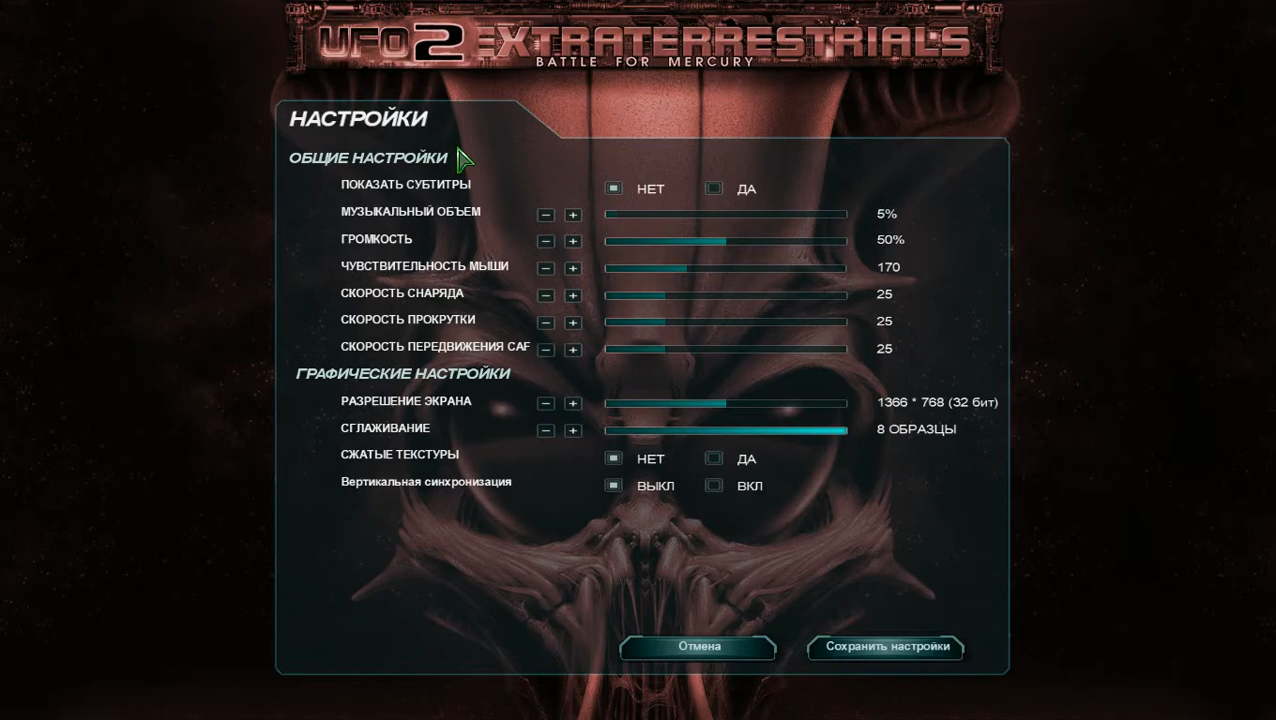 UFO2EXTRATERRESTRIALS
BATTLE FOR MERCURY
НАСТРОЙКИ
ОБЩИЕ НАСТРОЙКИ
ПОКАЗАТЬ СУБТИТРЫ НЕТ ДА
МУЗЫКАЛЬНЫЙ ОБЪЕМ − + 5%
ГРОМКОСТЬ − + 50%
ЧУВСТВИТЕЛЬНОСТЬ МЫШИ − + 170
СКОРОСТЬ СНАРЯДА − + 25
СКОРОСТЬ ПРОКРУТКИ − + 25
СКОРОСТЬ ПЕРЕДВИЖЕНИЯ CAF − + 25
ГРАФИЧЕСКИЕ НАСТРОЙКИ
РАЗРЕШЕНИЕ ЭКРАНА − + 1366 * 768 (32 бит)
СГЛАЖИВАНИЕ − + 8 ОБРАЗЦЫ
СЖАТЫЕ ТЕКСТУРЫ НЕТ ДА
Вертикальная синхронизация ВЫКЛ ВКЛ
Отмена Сохранить настройки